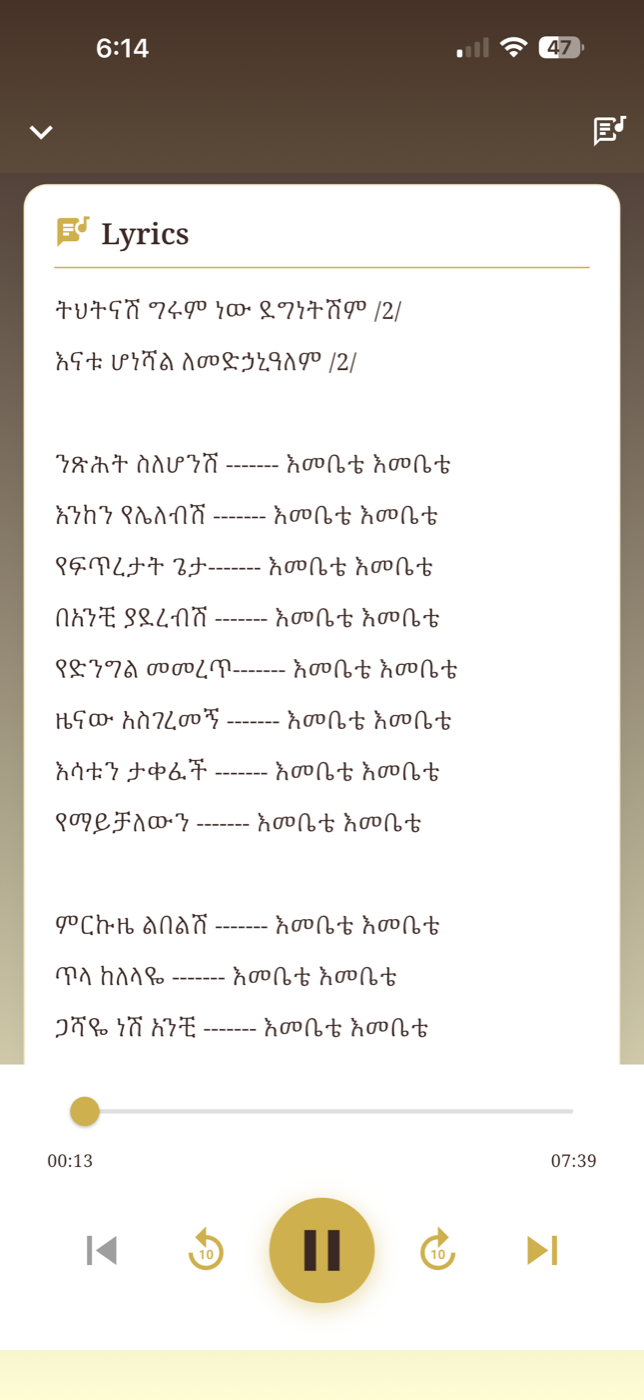 6:14
47
Lyrics
ትህትናሽ ግሩም ነው ደግነትሽም /2/
እናቱ ሆነሻል ለመድኃኒዓለም /2/
ንጽሕት ስለሆንሽ ------- እመቤቴ እመቤቴ
እንከን የሌለብሽ ------- እመቤቴ እመቤቴ
የፍጥረታት ጌታ------- እመቤቴ እመቤቴ
በአንቺ ያደረብሽ ------- እመቤቴ እመቤቴ
የድንግል መመረጥ------- እመቤቴ እመቤቴ
ዜናው አስገረመኝ ------- እመቤቴ እመቤቴ
እሳቱን ታቀፈች ------- እመቤቴ እመቤቴ
የማይቻለውን ------- እመቤቴ እመቤቴ
ምርኩዜ ልበልሽ ------- እመቤቴ እመቤቴ
ጥላ ከለላዬ ------- እመቤቴ እመቤቴ
ጋሻዬ ነሽ አንቺ ------- እመቤቴ እመቤቴ
00:13
07:39
10
10